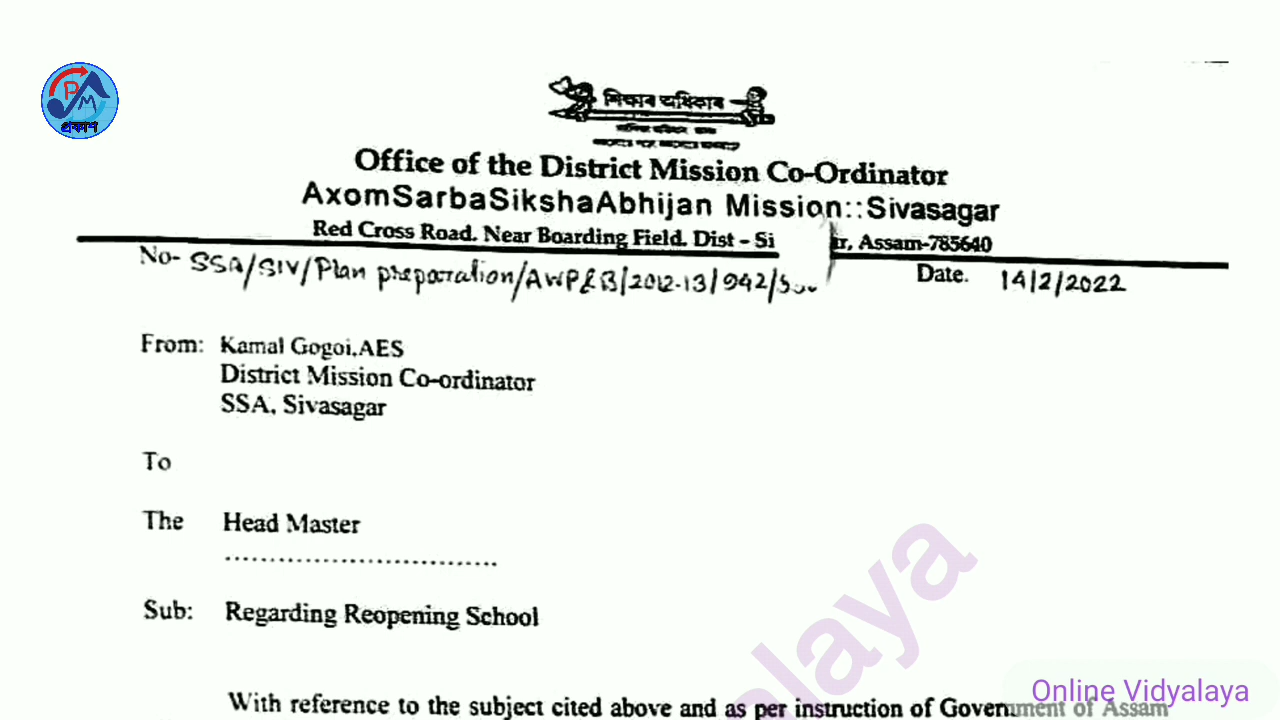 PM
প্ৰকাশ
শিক্ষাৰ অধিকাৰ
Office of the District Mission Co-Ordinator
AxomSarbaSikshaAbhijan Mission::Sivasagar
Red Cross Road. Near Boarding Field. Dist - Si r, Assam-785640
No- SSA/SIV/Plan preparation/AWP&B/2012-13/942/
Date. 14/2/2022
From: Kamal Gogoi.AES
District Mission Co-ordinator
SSA, Sivasagar
To
The Head Master
................................
Sub: Regarding Reopening School
With reference to the subject cited above and as per instruction of Government of Assam
alaya
Online Vidyalaya